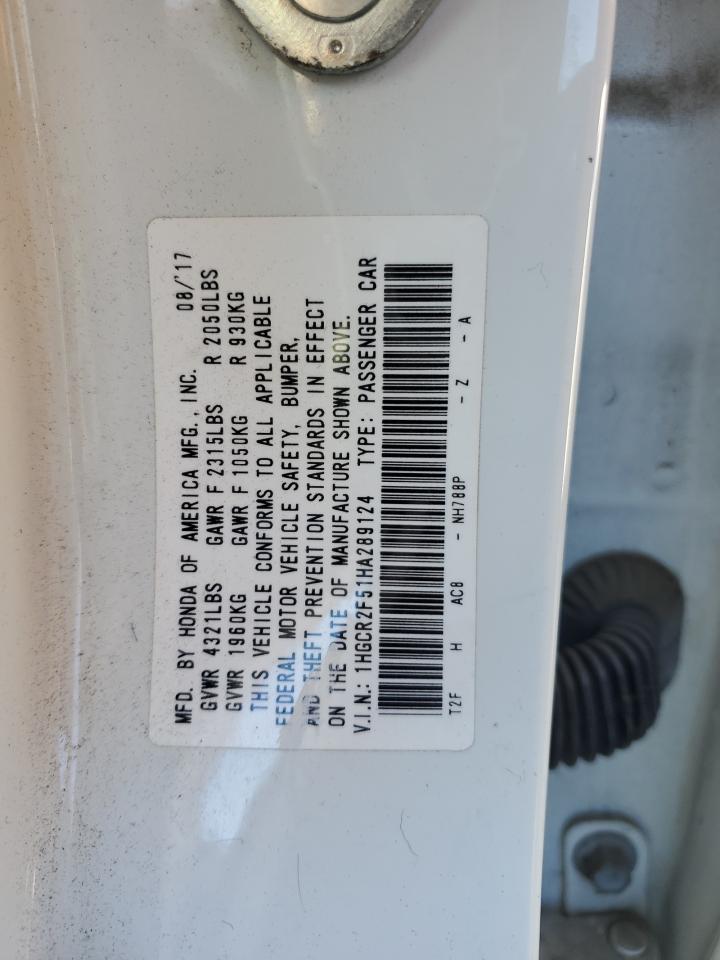 MFD. BY HONDA OF AMERICA MFG., INC. 08/'17
GVWR 4321LBS GAWR F 2315LBS R 2050LBS
GVWR 1960KG GAWR F 1050KG R 930KG
THIS VEHICLE CONFORMS TO ALL APPLICABLE
FEDERAL MOTOR VEHICLE SAFETY, BUMPER,
AND THEFT PREVENTION STANDARDS IN EFFECT
ON THE DATE OF MANUFACTURE SHOWN ABOVE.
V.I.N.: 1HGCR2F51HA289124 TYPE: PASSENGER CAR
T2F H AC8 - NH788P - Z - A